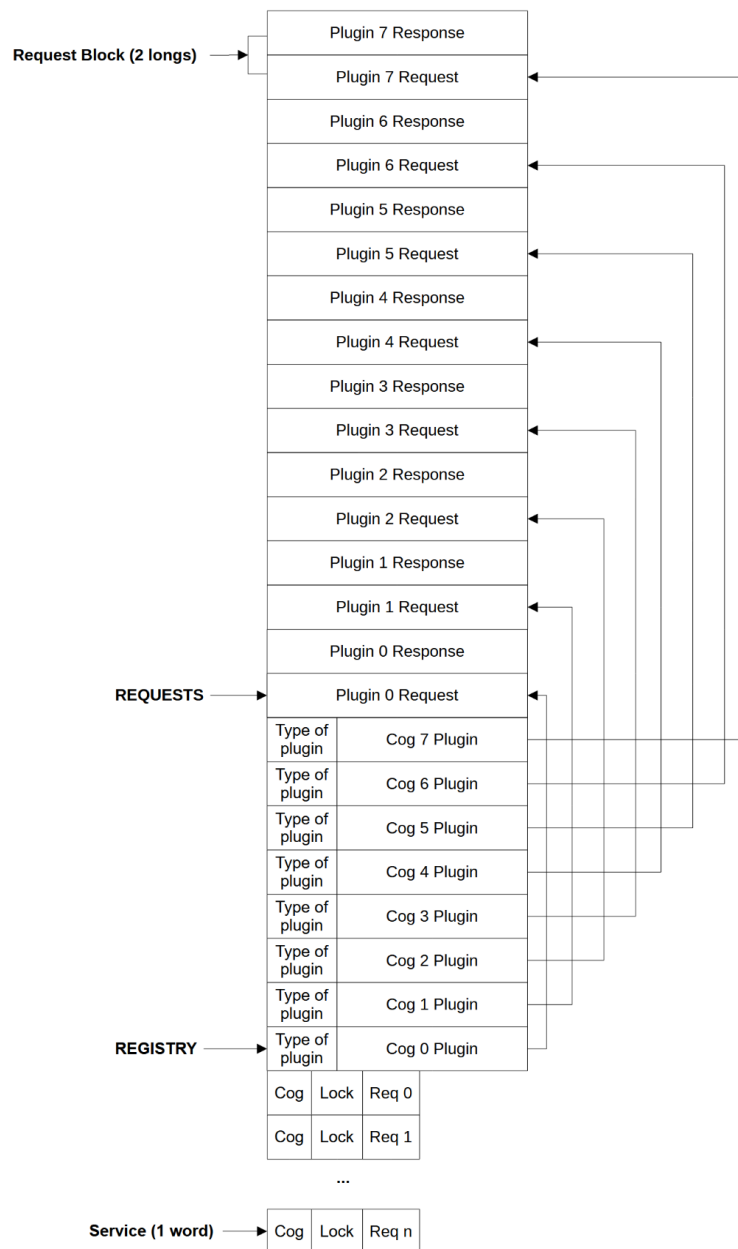 Plugin 7 Response
Request Block (2 longs)
Plugin 7 Request
Plugin 6 Response
Plugin 6 Request
Plugin 5 Response
Plugin 5 Request
Plugin 4 Response
Plugin 4 Request
Plugin 3 Response
Plugin 3 Request
Plugin 2 Response
Plugin 2 Request
Plugin 1 Response
Plugin 1 Request
Plugin 0 Response
REQUESTS
Plugin 0 Request
Type of
plugin
Cog 7 Plugin
Type of
plugin
Cog 6 Plugin
Type of
plugin
Cog 5 Plugin
Type of
plugin
Cog 4 Plugin
Type of
plugin
Cog 3 Plugin
Type of
plugin
Cog 2 Plugin
Type of
plugin
Cog 1 Plugin
REGISTRY
Type of
plugin
Cog 0 Plugin
Cog Lock Req 0
Cog Lock Req 1
...
Service (1 word)
Cog Lock Req n